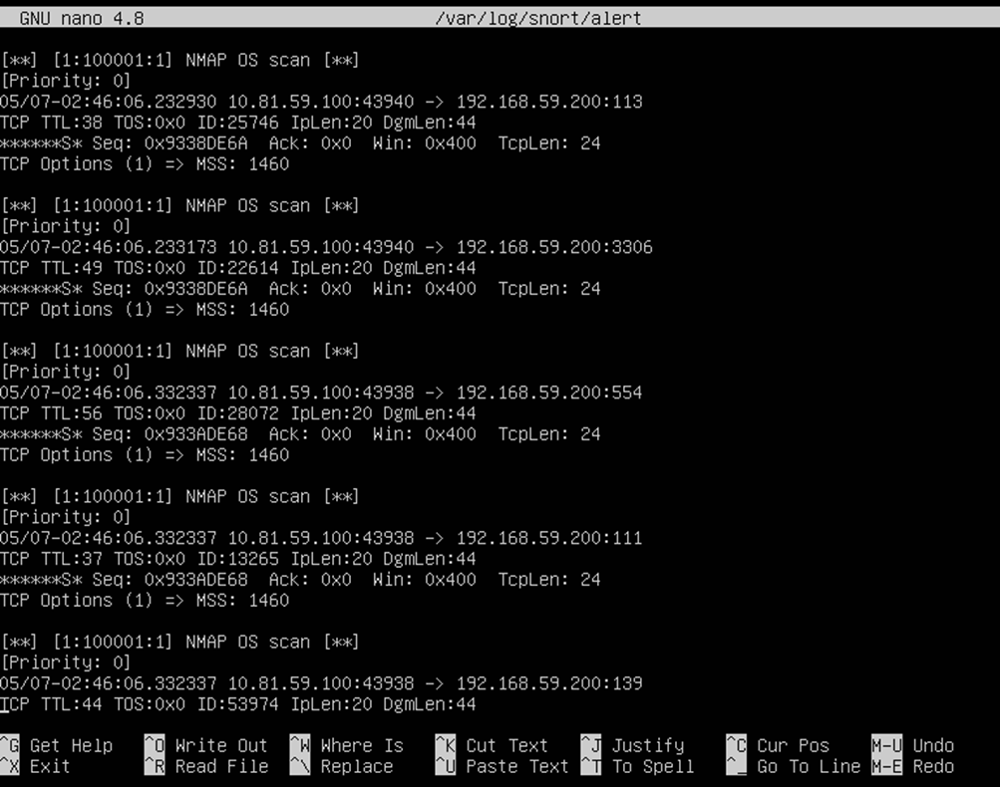 GNU nano 4.8 /var/log/snort/alert
[**] [1:100001:1] NMAP OS scan [**]
[Priority: 0]
05/07-02:46:06.232930 10.81.59.100:43940 -> 192.168.59.200:113
TCP TTL:38 TOS:0x0 ID:25746 IpLen:20 DgmLen:44
******S* Seq: 0x9338DE6A Ack: 0x0 Win: 0x400 TcpLen: 24
TCP Options (1) => MSS: 1460
[**] [1:100001:1] NMAP OS scan [**]
[Priority: 0]
05/07-02:46:06.233173 10.81.59.100:43940 -> 192.168.59.200:3306
TCP TTL:49 TOS:0x0 ID:22614 IpLen:20 DgmLen:44
******S* Seq: 0x9338DE6A Ack: 0x0 Win: 0x400 TcpLen: 24
TCP Options (1) => MSS: 1460
[**] [1:100001:1] NMAP OS scan [**]
[Priority: 0]
05/07-02:46:06.332337 10.81.59.100:43938 -> 192.168.59.200:554
TCP TTL:56 TOS:0x0 ID:28072 IpLen:20 DgmLen:44
******S* Seq: 0x933ADE68 Ack: 0x0 Win: 0x400 TcpLen: 24
TCP Options (1) => MSS: 1460
[**] [1:100001:1] NMAP OS scan [**]
[Priority: 0]
05/07-02:46:06.332337 10.81.59.100:43938 -> 192.168.59.200:111
TCP TTL:37 TOS:0x0 ID:13265 IpLen:20 DgmLen:44
******S* Seq: 0x933ADE68 Ack: 0x0 Win: 0x400 TcpLen: 24
TCP Options (1) => MSS: 1460
[**] [1:100001:1] NMAP OS scan [**]
[Priority: 0]
05/07-02:46:06.332337 10.81.59.100:43938 -> 192.168.59.200:139
TCP TTL:44 TOS:0x0 ID:53974 IpLen:20 DgmLen:44
^G Get Help ^O Write Out ^W Where Is ^K Cut Text ^J Justify ^C Cur Pos M-U Undo
^X Exit ^R Read File ^\ Replace ^U Paste Text ^T To Spell ^_ Go To Line M-E Redo